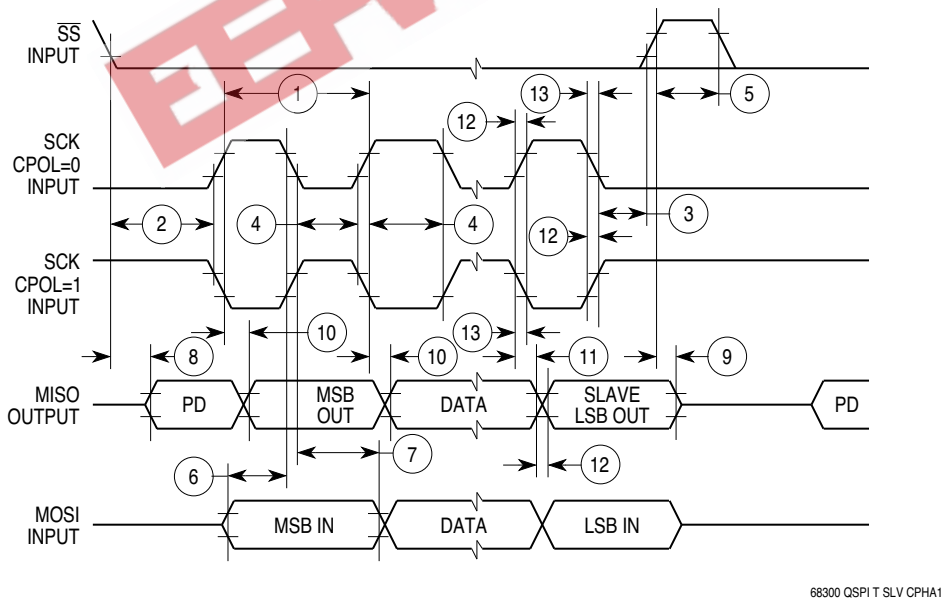 SS
INPUT
1
13
5
12
SCK
CPOL=0
INPUT
2
4
4
3
12
SCK
CPOL=1
INPUT
8
10
10
13
11
9
MISO
OUTPUT
PD
MSB
OUT
DATA
SLAVE
LSB OUT
PD
6
7
12
MOSI
INPUT
MSB IN
DATA
LSB IN
68300 QSPI T SLV CPHA1